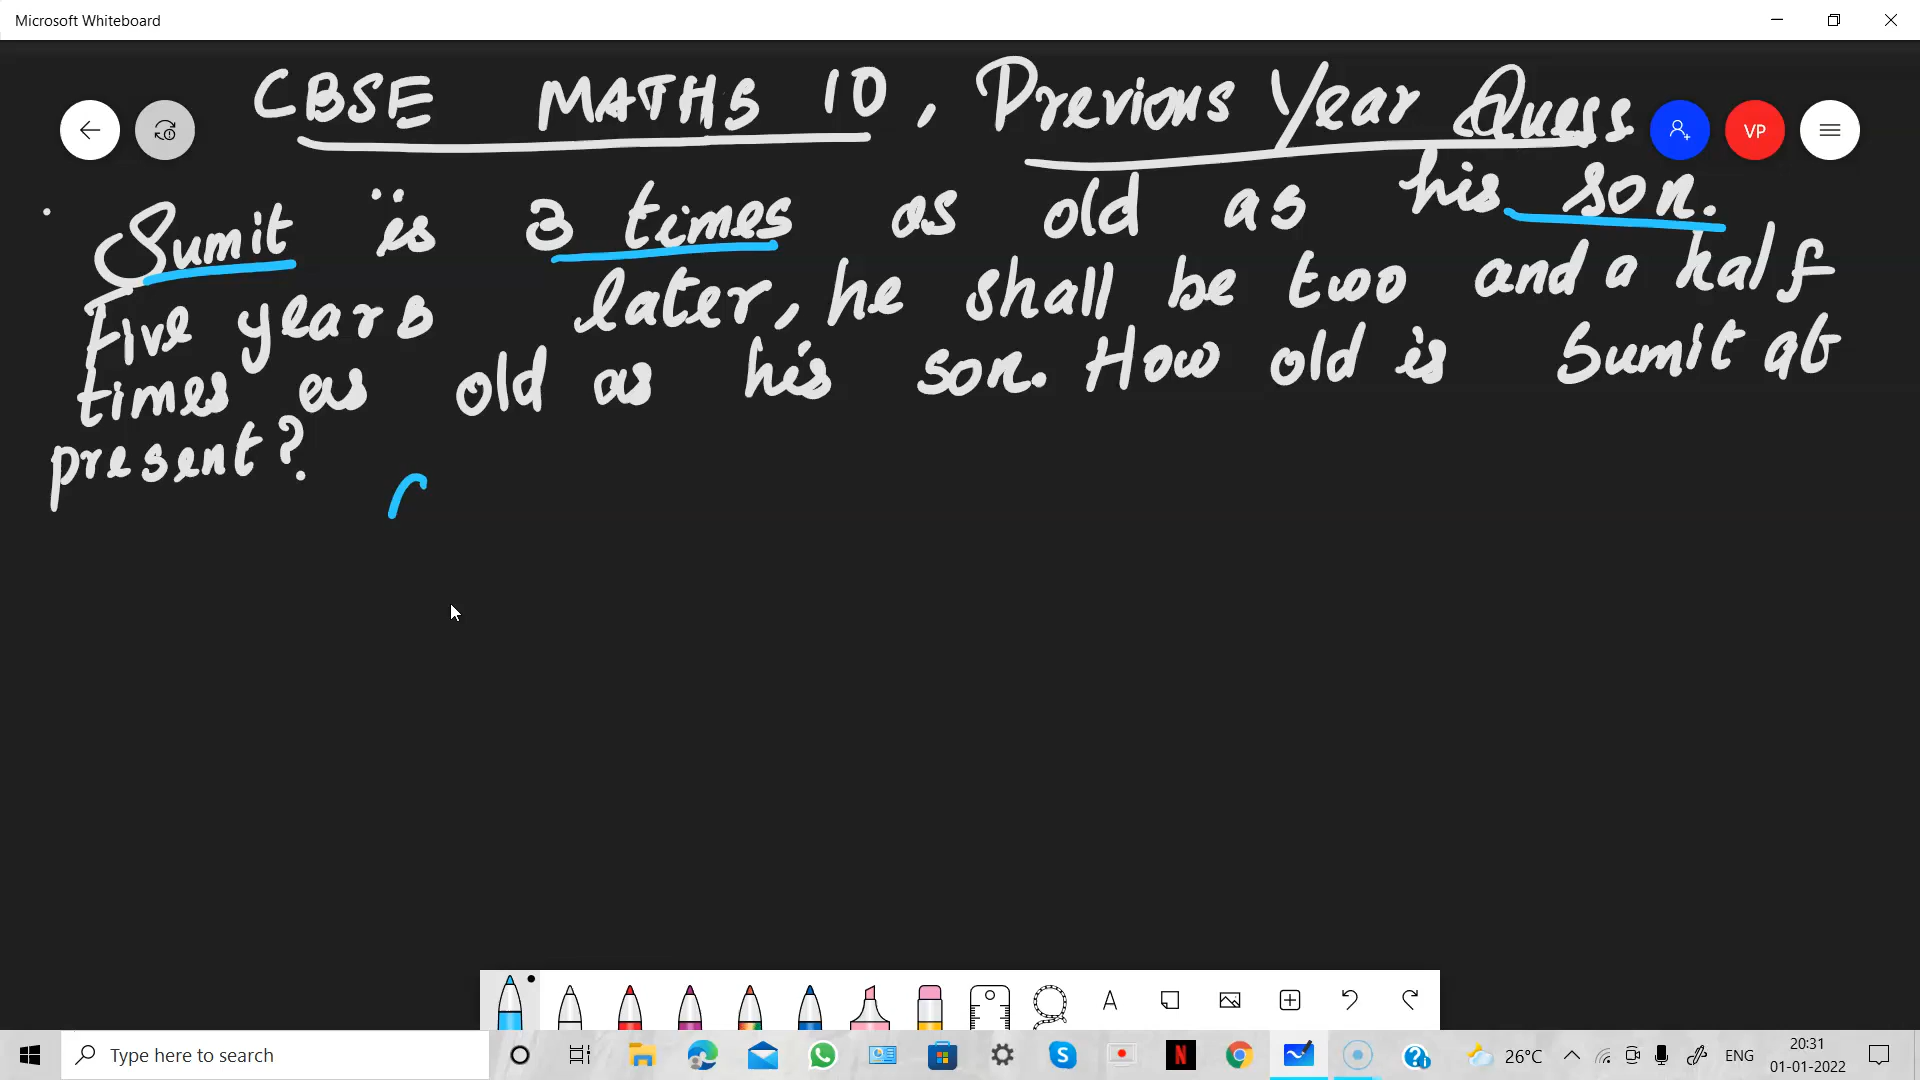 Microsoft Whiteboard
CBSE MATHS 10, Previous Year Quess
VP
Sumit is 3 times as old as his son.
Five years later, he shall be two and a half
times as old as his son. How old is Sumit at
present?
A
Type here to search
N
26°C
ENG
20:31
01-01-2022